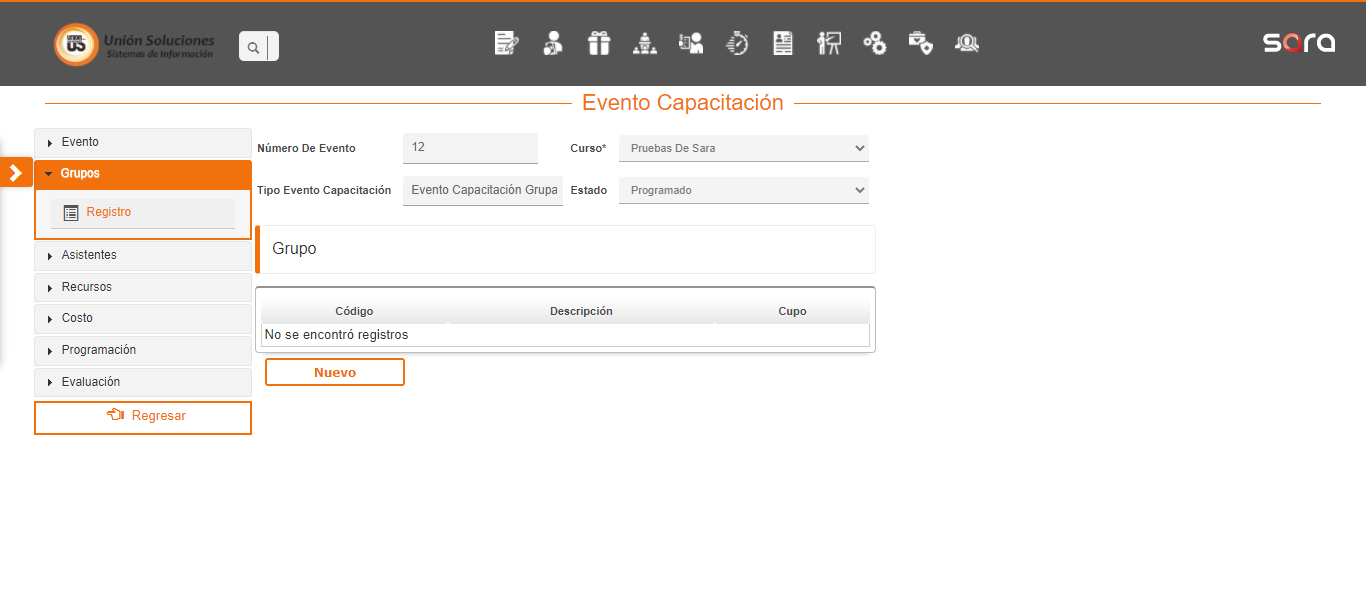 UNION
US
Unión Soluciones
Sistemas de Información
sara
Evento Capacitación
Evento
Grupos
Registro
Asistentes
Recursos
Costo
Programación
Evaluación
Regresar
Número De Evento 12 Curso* Pruebas De Sara
Tipo Evento Capacitación Evento Capacitación Grupa Estado Programado
Grupo
Código Descripción Cupo
No se encontró registros
Nuevo